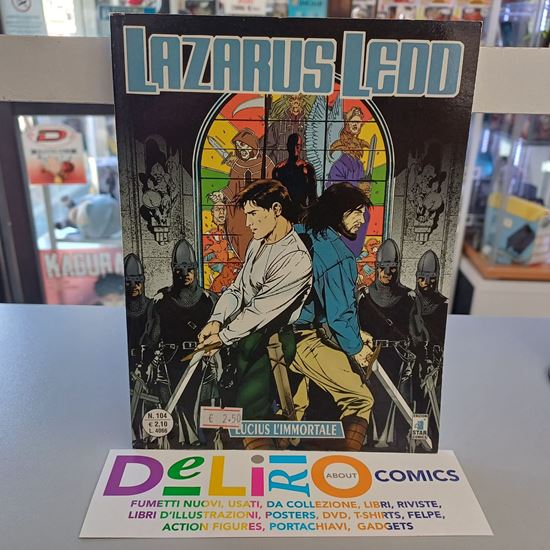 LAZARUS LEDD
KAGURA
N. 104
€ 2,10
L. 4066
€ 2.50
LUCIUS L'IMMORTALE
STAR
DELIRIO ABOUT COMICS
FUMETTI NUOVI, USATI, DA COLLEZIONE, LIBRI, RIVISTE,
LIBRI D'ILLUSTRAZIONI, POSTERS, DVD, T-SHIRTS, FELPE,
ACTION FIGURES, PORTACHIAVI, GADGETS